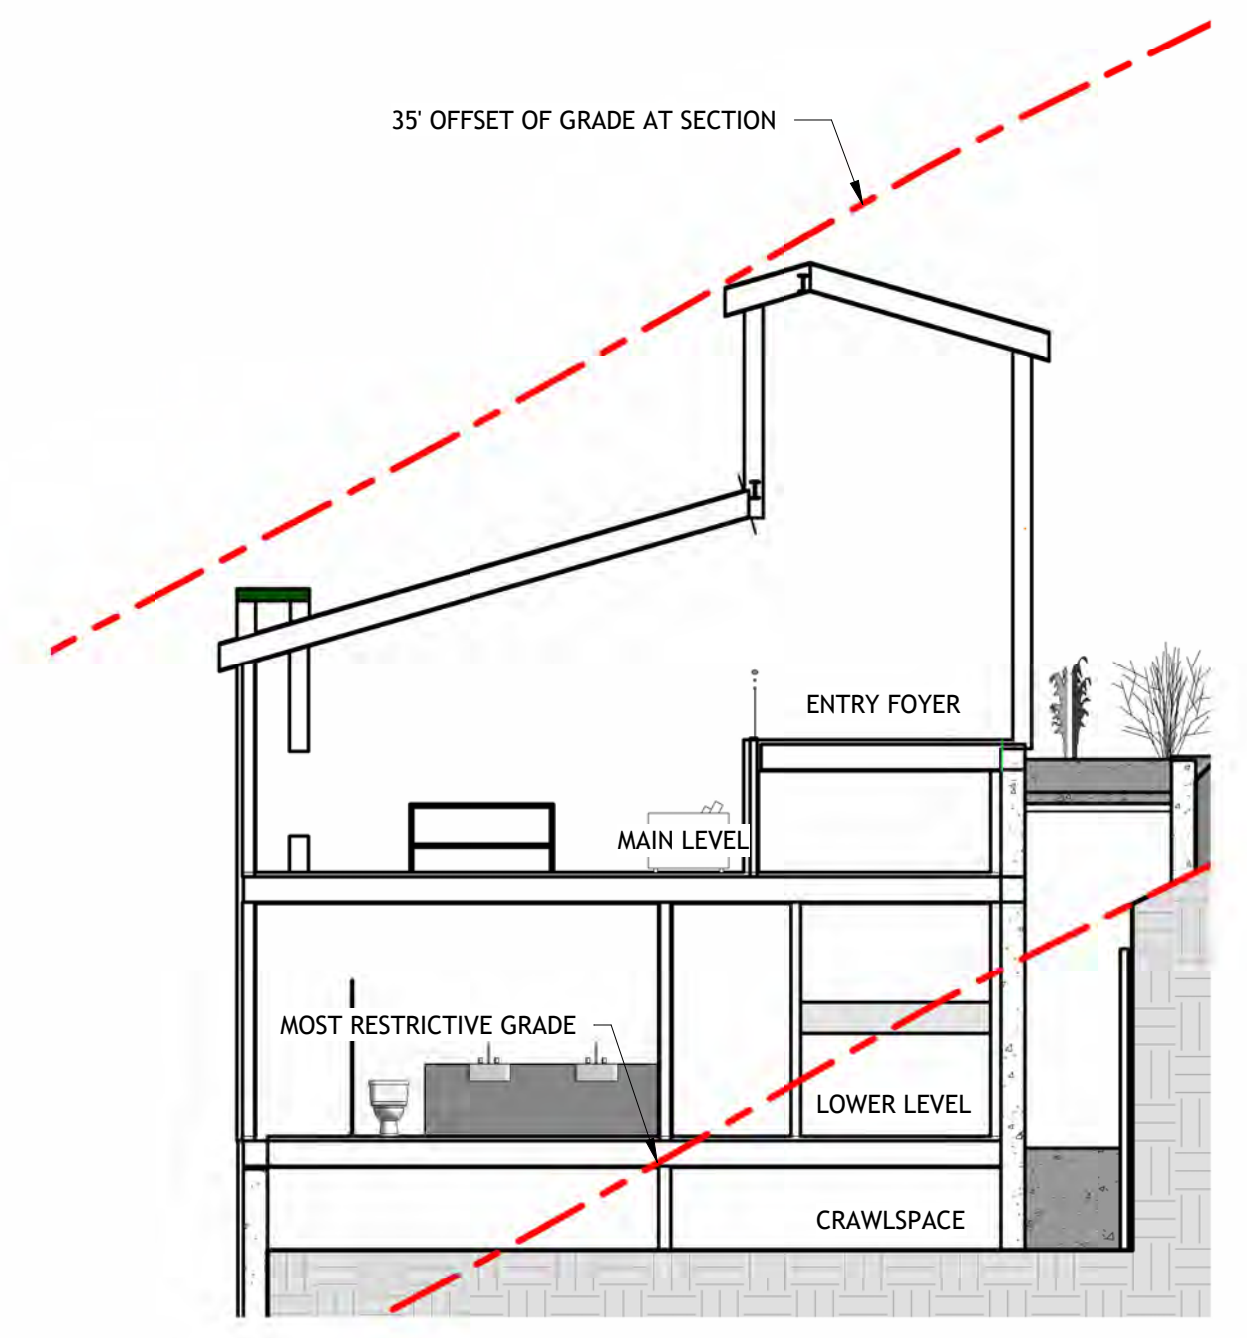 35' OFFSET OF GRADE AT SECTION
ENTRY FOYER
MAIN LEVEL
MOST RESTRICTIVE GRADE
LOWER LEVEL
CRAWLSPACE